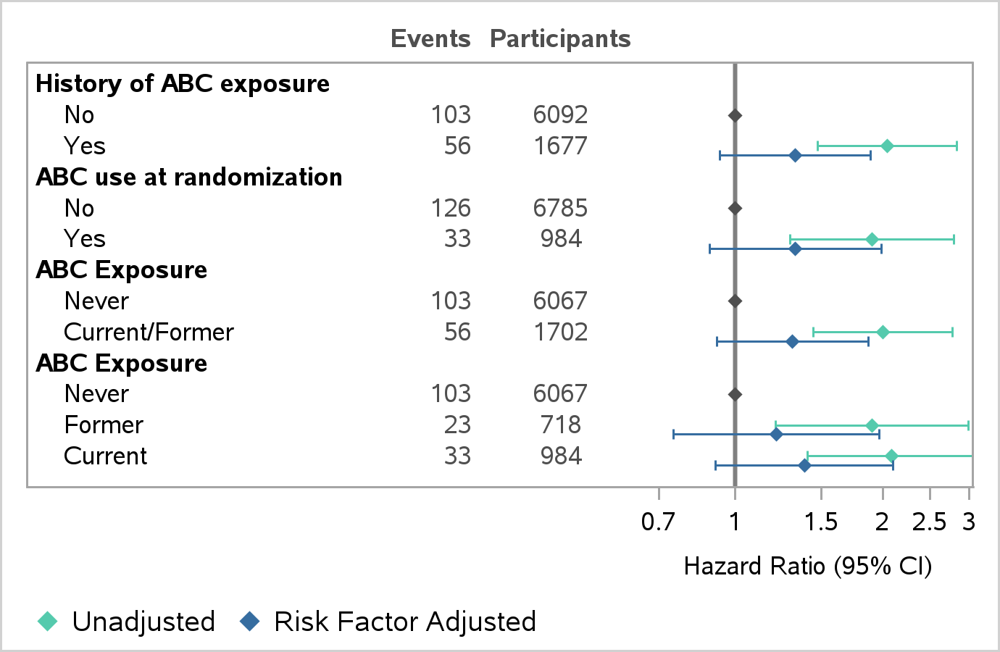 Events Participants
History of ABC exposure
No 103 6092
Yes 56 1677
ABC use at randomization
No 126 6785
Yes 33 984
ABC Exposure
Never 103 6067
Current/Former 56 1702
ABC Exposure
Never 103 6067
Former 23 718
Current 33 984
0.7 1 1.5 2 2.5 3
Hazard Ratio (95% CI)
Unadjusted Risk Factor Adjusted